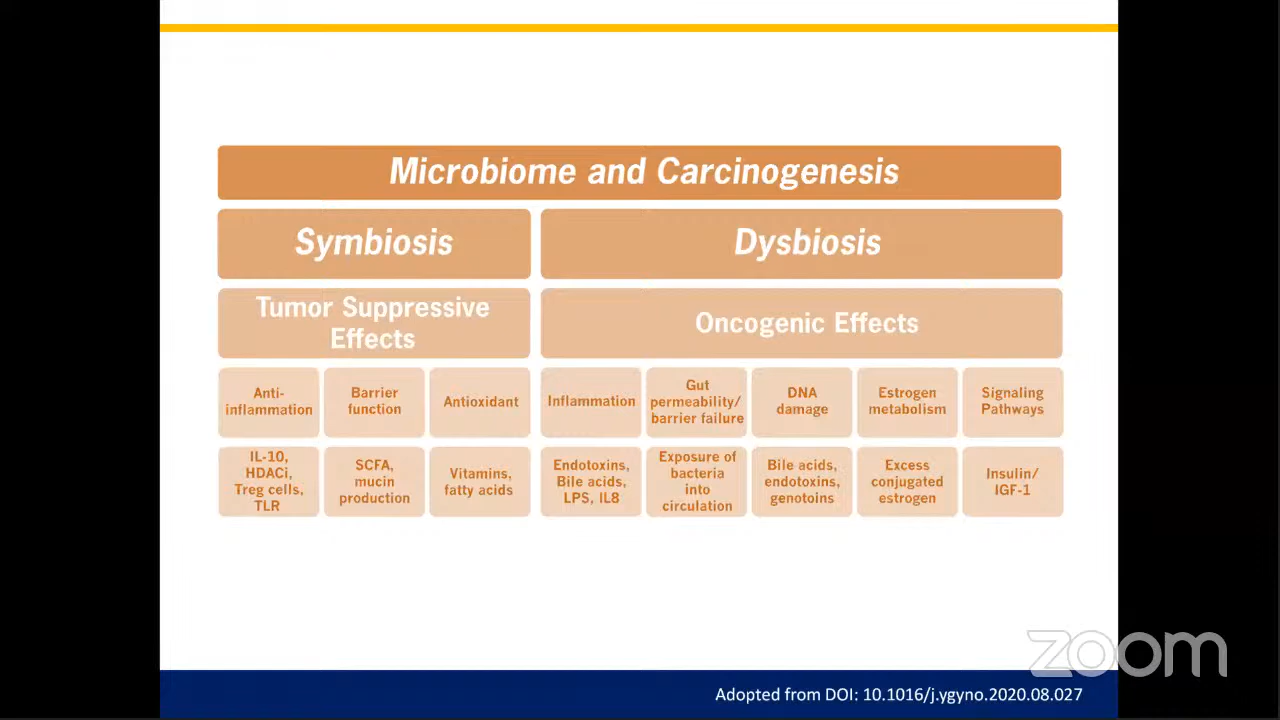 Microbiome and Carcinogenesis
Symbiosis
Dysbiosis
Tumor Suppressive
Effects
Oncogenic Effects
Anti-
inflammation
Barrier
function
Antioxidant
Inflammation
Gut
permeability/
barrier failure
DNA
damage
Estrogen
metabolism
Signaling
Pathways
IL-10,
HDACi,
Treg cells,
TLR
SCFA,
mucin
production
Vitamins,
fatty acids
Endotoxins,
Bile acids,
LPS, IL8
Exposure of
bacteria
into
circulation
Bile acids,
endotoxins,
genotoins
Excess
conjugated
estrogen
Insulin/
IGF-1
zoom
Adopted from DOI: 10.1016/j.ygyno.2020.08.027